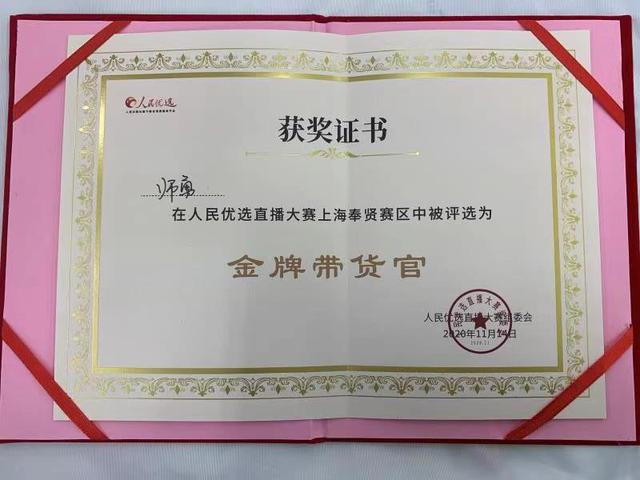 人民优选
获奖证书
师勇
在人民优选直播大赛上海奉贤赛区中被评选为
金牌带货官
人民优选直播大赛组委会
2020年11月14日